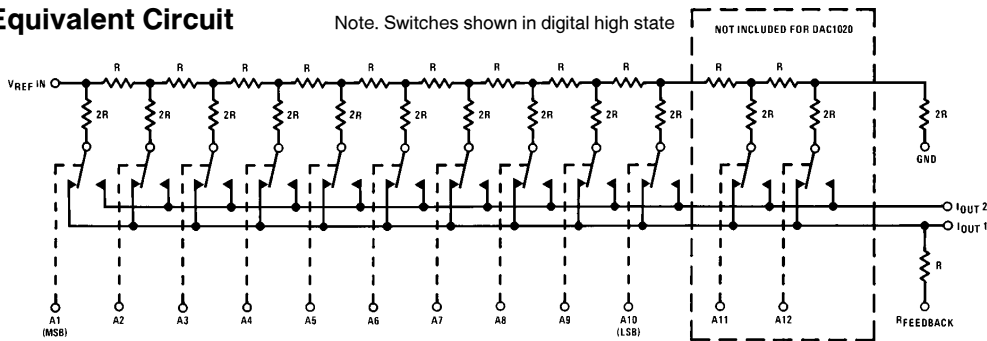 Equivalent Circuit
Note. Switches shown in digital high state
NOT INCLUDED FOR DAC1020
R R R R R R R R R R R
VREF IN
2R 2R 2R 2R 2R 2R 2R 2R 2R 2R 2R 2R 2R
GND
IOUT 2
IOUT 1
R
A1 A2 A3 A4 A5 A6 A7 A8 A9 A10 A11 A12 RFEEDBACK
(MSB) (LSB)